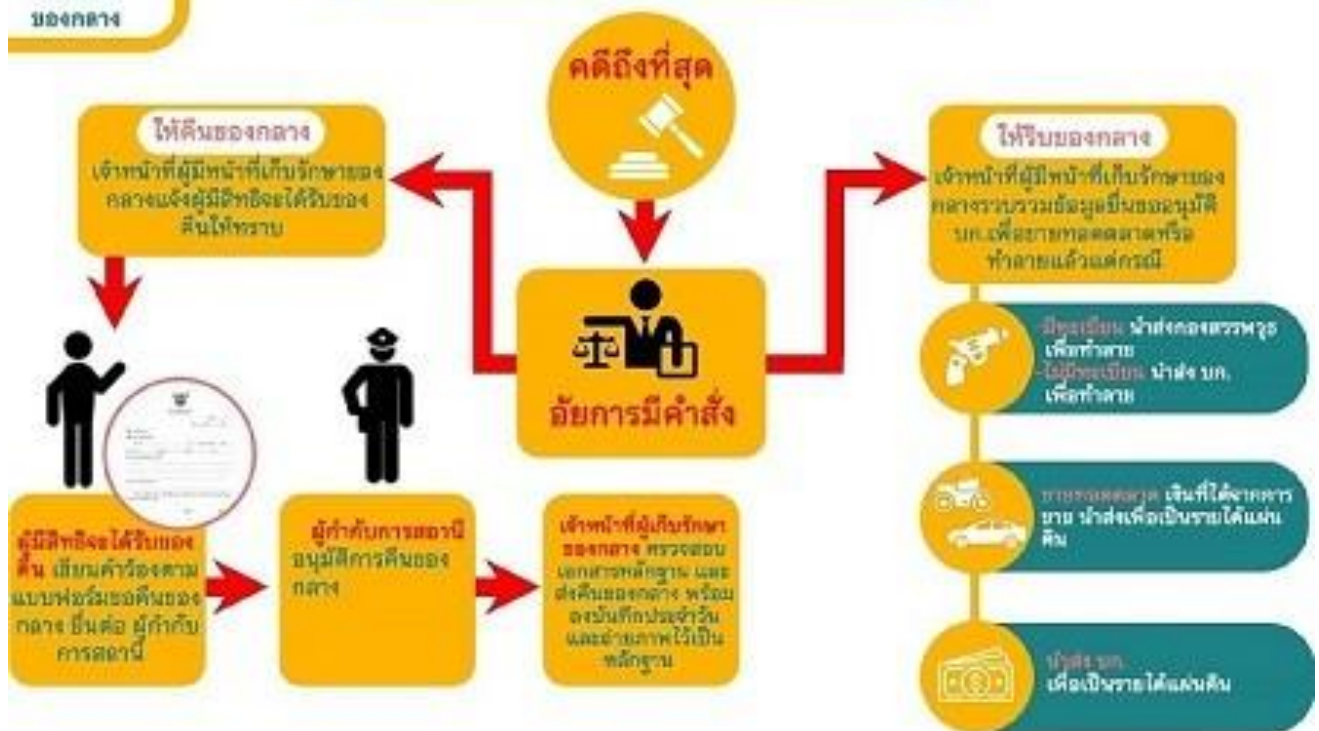 ของกลาง
คดีถึงที่สุด
ให้คืนของกลาง
เจ้าหน้าที่ผู้มีหน้าที่เก็บรักษาของ
กลางแจ้งผู้มีสิทธิจะได้รับของ
คืนให้ทราบ
อัยการมีคำสั่ง
ให้ริบของกลาง
เจ้าหน้าที่ผู้มีหน้าที่เก็บรักษาของ
กลางรวบรวมข้อมูลยื่นขออนุมัติ
บก.เพื่อขายทอดตลาดหรือ
ทำลายแล้วแต่กรณี
ผู้มีสิทธิจะได้รับของ
คืน เขียนคำร้องตาม
แบบฟอร์มขอคืนของ
กลาง ยื่นต่อ ผู้กำกับ
การสถานี
ผู้กำกับการสถานี
อนุมัติการคืนของ
กลาง
เจ้าหน้าที่ผู้เก็บรักษา
ของกลาง ตรวจสอบ
เอกสารหลักฐาน และ
ส่งคืนของกลาง พร้อม
ลงบันทึกประจำวัน
และถ่ายภาพไว้เป็น
หลักฐาน
-มีทะเบียน นำส่งกองสรรพวุธ
เพื่อทำลาย
-ไม่มีทะเบียน นำส่ง บก.
เพื่อทำลาย
ขายทอดตลาด เงินที่ได้จากการ
ขาย นำส่งเพื่อเป็นรายได้แผ่น
ดิน
นำส่ง บก.
เพื่อเป็นรายได้แผ่นดิน